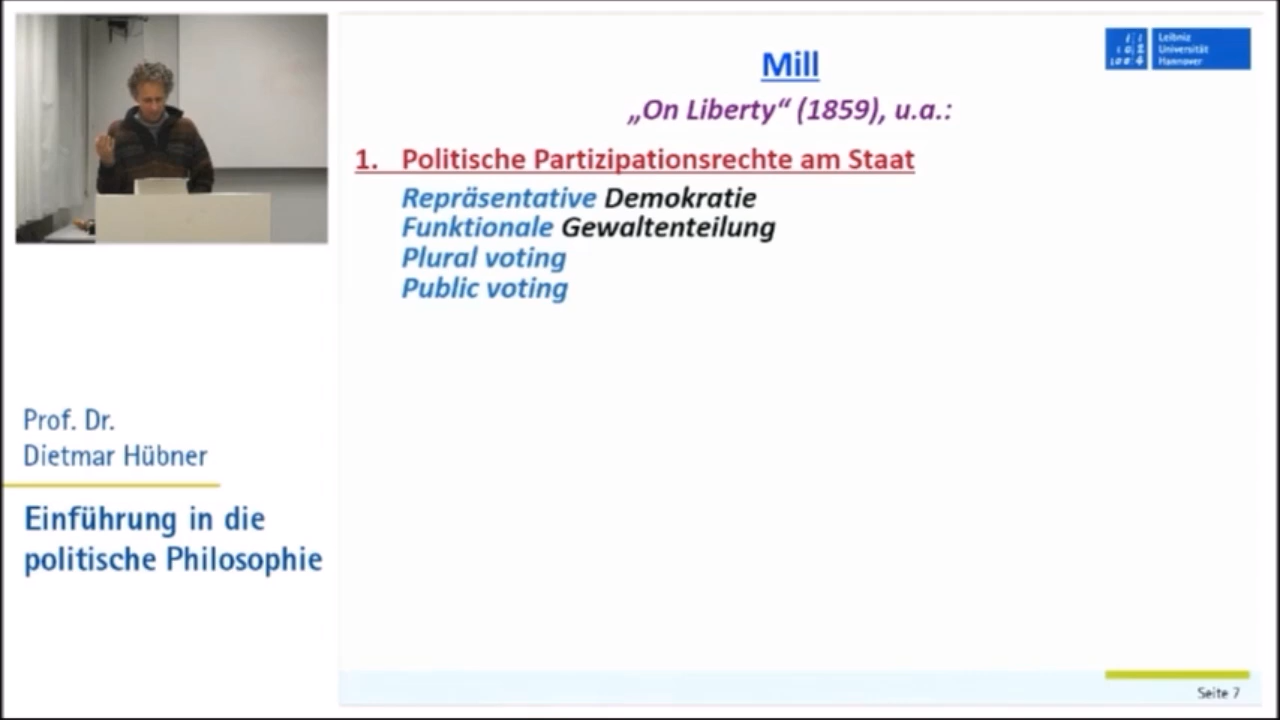 Mill
„On Liberty“ (1859), u.a.:
1. Politische Partizipationsrechte am Staat
Repräsentative Demokratie
Funktionale Gewaltenteilung
Plural voting
Public voting
Leibniz
Universität
Hannover
Prof. Dr.
Dietmar Hübner
Einführung in die
politische Philosophie
Seite 7